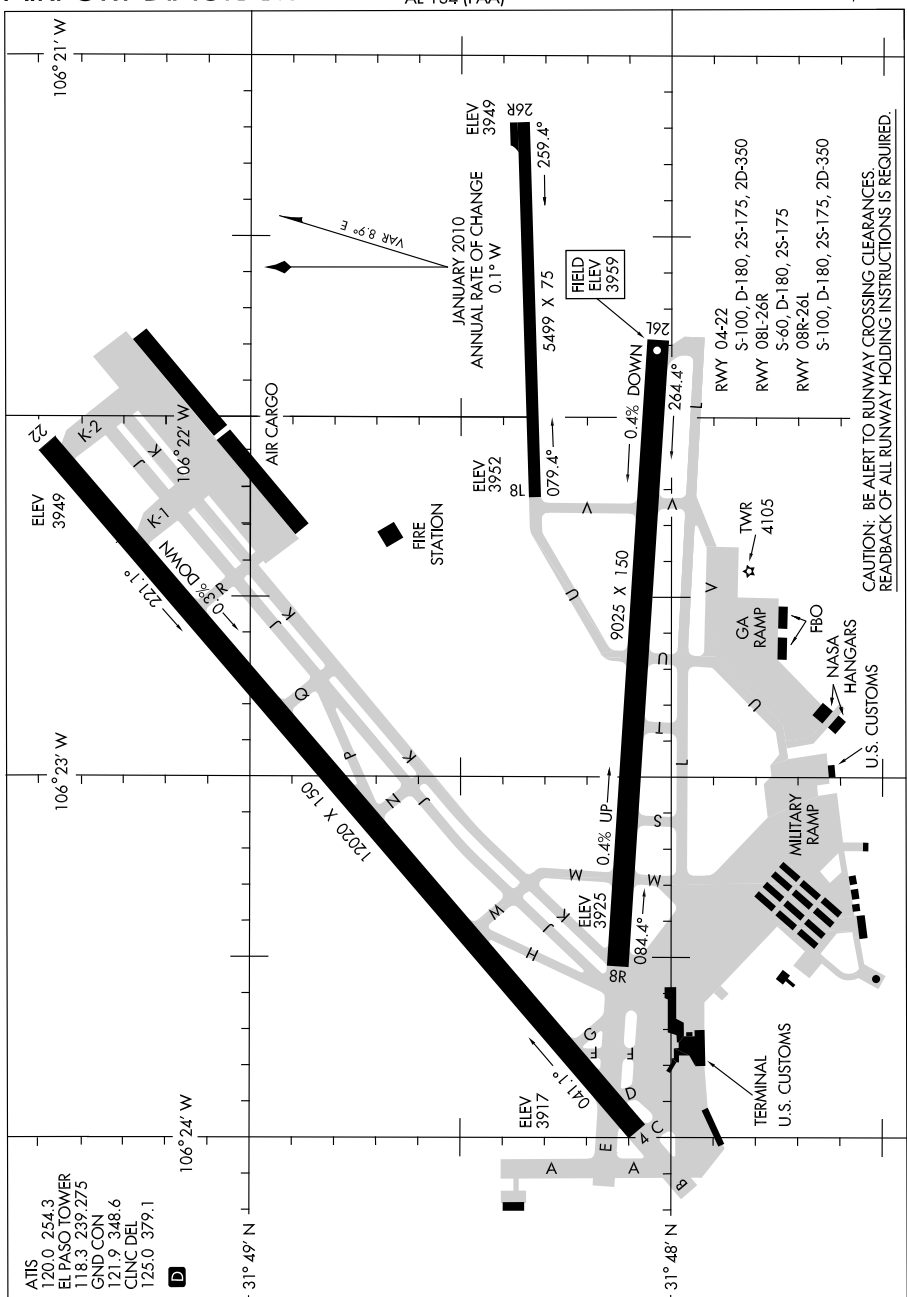 AL-134 (FAA)
ATIS
120.0 254.3
EL PASO TOWER
118.3 239.275
GND CON
121.9 348.6
CLNC DEL
125.0 379.1
D
106° 24' W
106° 23' W
106° 22' W
106° 21' W
31° 49' N
31° 48' N
JANUARY 2010
ANNUAL RATE OF CHANGE
0.1° W
VAR 8.9° E
ELEV
3949
22
K-2
J
K
K-1
AIR CARGO
221.1°
0.3% DOWN
R
J
K
FIRE
STATION
12020 X 150
Q
P
N
K
J
W
M
H
K
J
G
F
F
041.1°
ELEV
3917
D
4
C
E
A
A
B
ELEV
3949
26R
259.4°
5499 X 75
ELEV
3952
8L
079.4°
FIELD
ELEV
3959
26L
0.4% DOWN
264.4°
V
U
9025 X 150
L
L
V
V
U
T
L
S
M
0.4% UP
ELEV
3925
084.4°
8R
TWR
4105
GA
RAMP
FBO
U
NASA
HANGARS
U.S. CUSTOMS
MILITARY
RAMP
TERMINAL
U.S. CUSTOMS
RWY 04-22
S-100, D-180, 2S-175, 2D-350
RWY 08L-26R
S-60, D-180, 2S-175
RWY 08R-26L
S-100, D-180, 2S-175, 2D-350
CAUTION: BE ALERT TO RUNWAY CROSSING CLEARANCES.
READBACK OF ALL RUNWAY HOLDING INSTRUCTIONS IS REQUIRED.